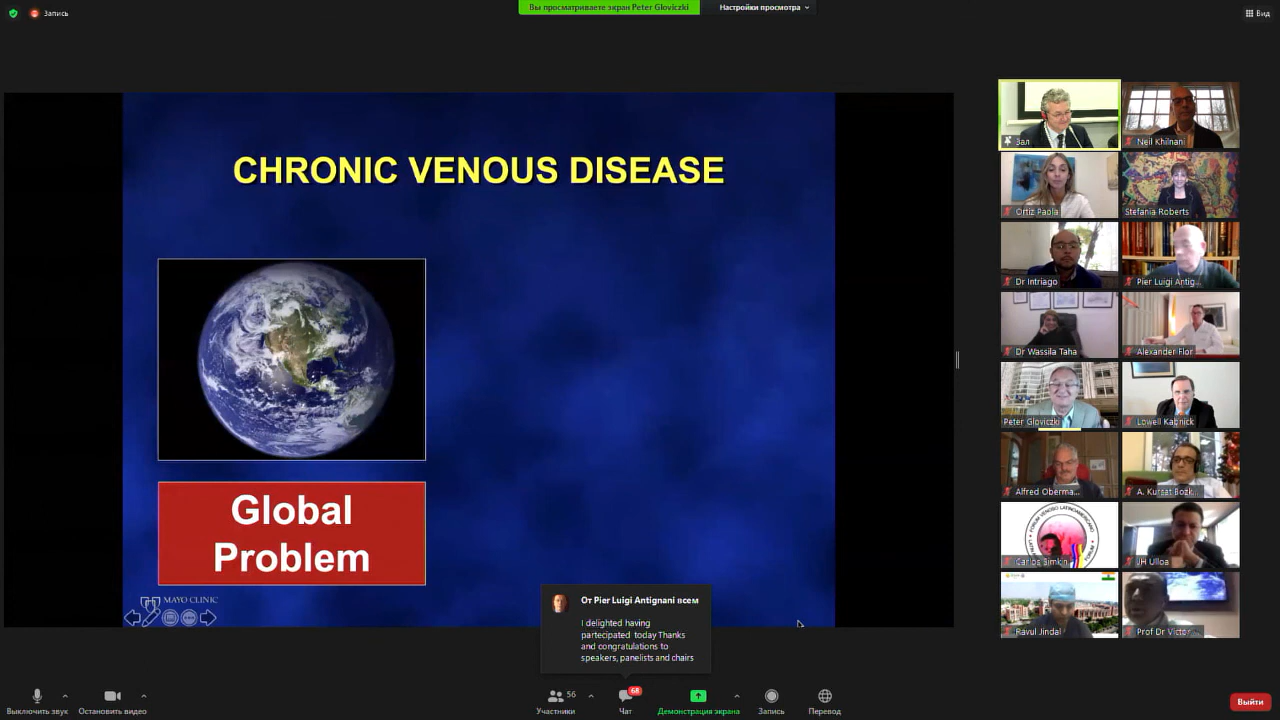 Запись
Вы просматриваете экран Peter Gloviczki
Настройки просмотра
Вид
CHRONIC VENOUS DISEASE
Global
Problem
MAYO CLINIC
Зал
Neil Khilnani
Ortiz Paola
Stefania Roberts
Dr Intriago
Pier Luigi Antig...
Dr Wassila Taha
Alexander Flor
Peter Gloviczki
Lowell Kabnick
Alfred Oberma...
A. Kursat Bozk...
FORUM VENOSO LATINOAMERICANO
Carlos Simkin
JH Ulloa
Ravul Jindal
Prof Dr Victor...
От Pier Luigi Antignani всем
I delighted having
partecipated today Thanks
and congratulations to
speakers, panelists and chairs
Выключить звук
Остановить видео
56
Участники
68
Чат
Демонстрация экрана
Запись
Перевод
Выйти